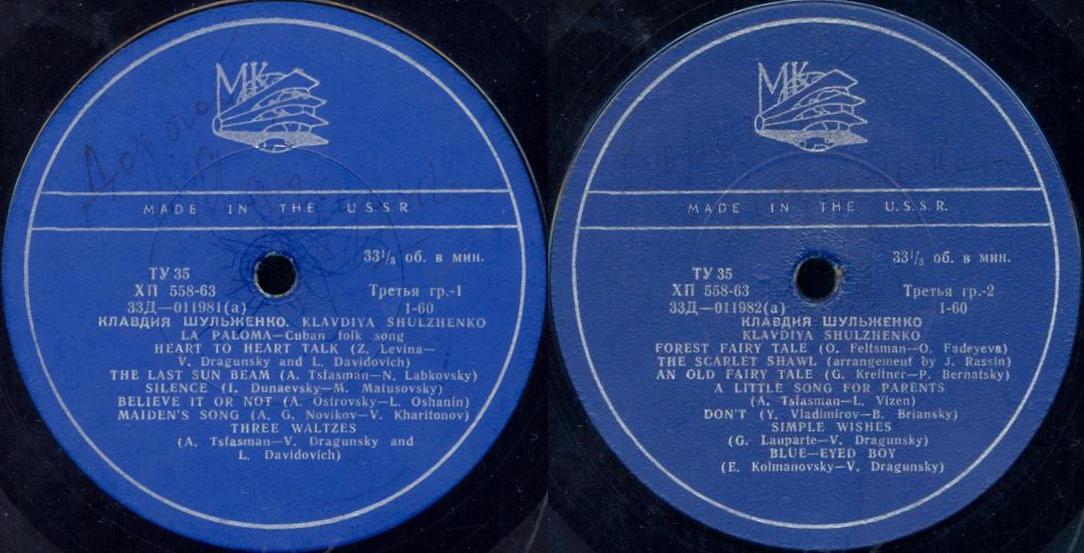 МК
MADE IN THE U.S.S.R
33⅓ об. в мин.
ТУ 35
ХП 558-63
Третья гр.-1
33Д—011981(а)
1-60
КЛАВДИЯ ШУЛЬЖЕНКО. KLAVDIYA SHULZHENKO
LA PALOMA—Cuban folk song
HEART TO HEART TALK (Z. Levina—
V. Dragunsky and L. Davidovich)
THE LAST SUN BEAM (A. Tsfasman—N. Labkovsky)
SILENCE (I. Dunaevsky—M. Matusovsky)
BELIEVE IT OR NOT (A. Ostrovsky—L. Oshanin)
MAIDEN'S SONG (A. G. Novikov—V. Kharitonov)
THREE WALTZES
(A. Tsfasman—V. Dragunsky and
L. Davidovich)
МК
MADE IN THE U.S.S.R.
33⅓ об. в мин.
ТУ 35
ХП 558-63
Третья гр.-2
33Д—011982(а)
1-60
КЛАВДИЯ ШУЛЬЖЕНКО
KLAVDIYA SHULZHENKO
FOREST FAIRY TALE (O. Feltsman—O. Fadeyeva)
THE SCARLET SHAWL (arrangement by J. Rassin)
AN OLD FAIRY TALE (G. Kreitner—P. Bernatsky)
A LITTLE SONG FOR PARENTS
(A. Tsfasman—L. Vizen)
DON'T (Y. Vladimirov—B. Briansky)
SIMPLE WISHES
(G. Lauparte—V. Dragunsky)
BLUE—EYED BOY
(E. Kolmanovsky—V. Dragunsky)